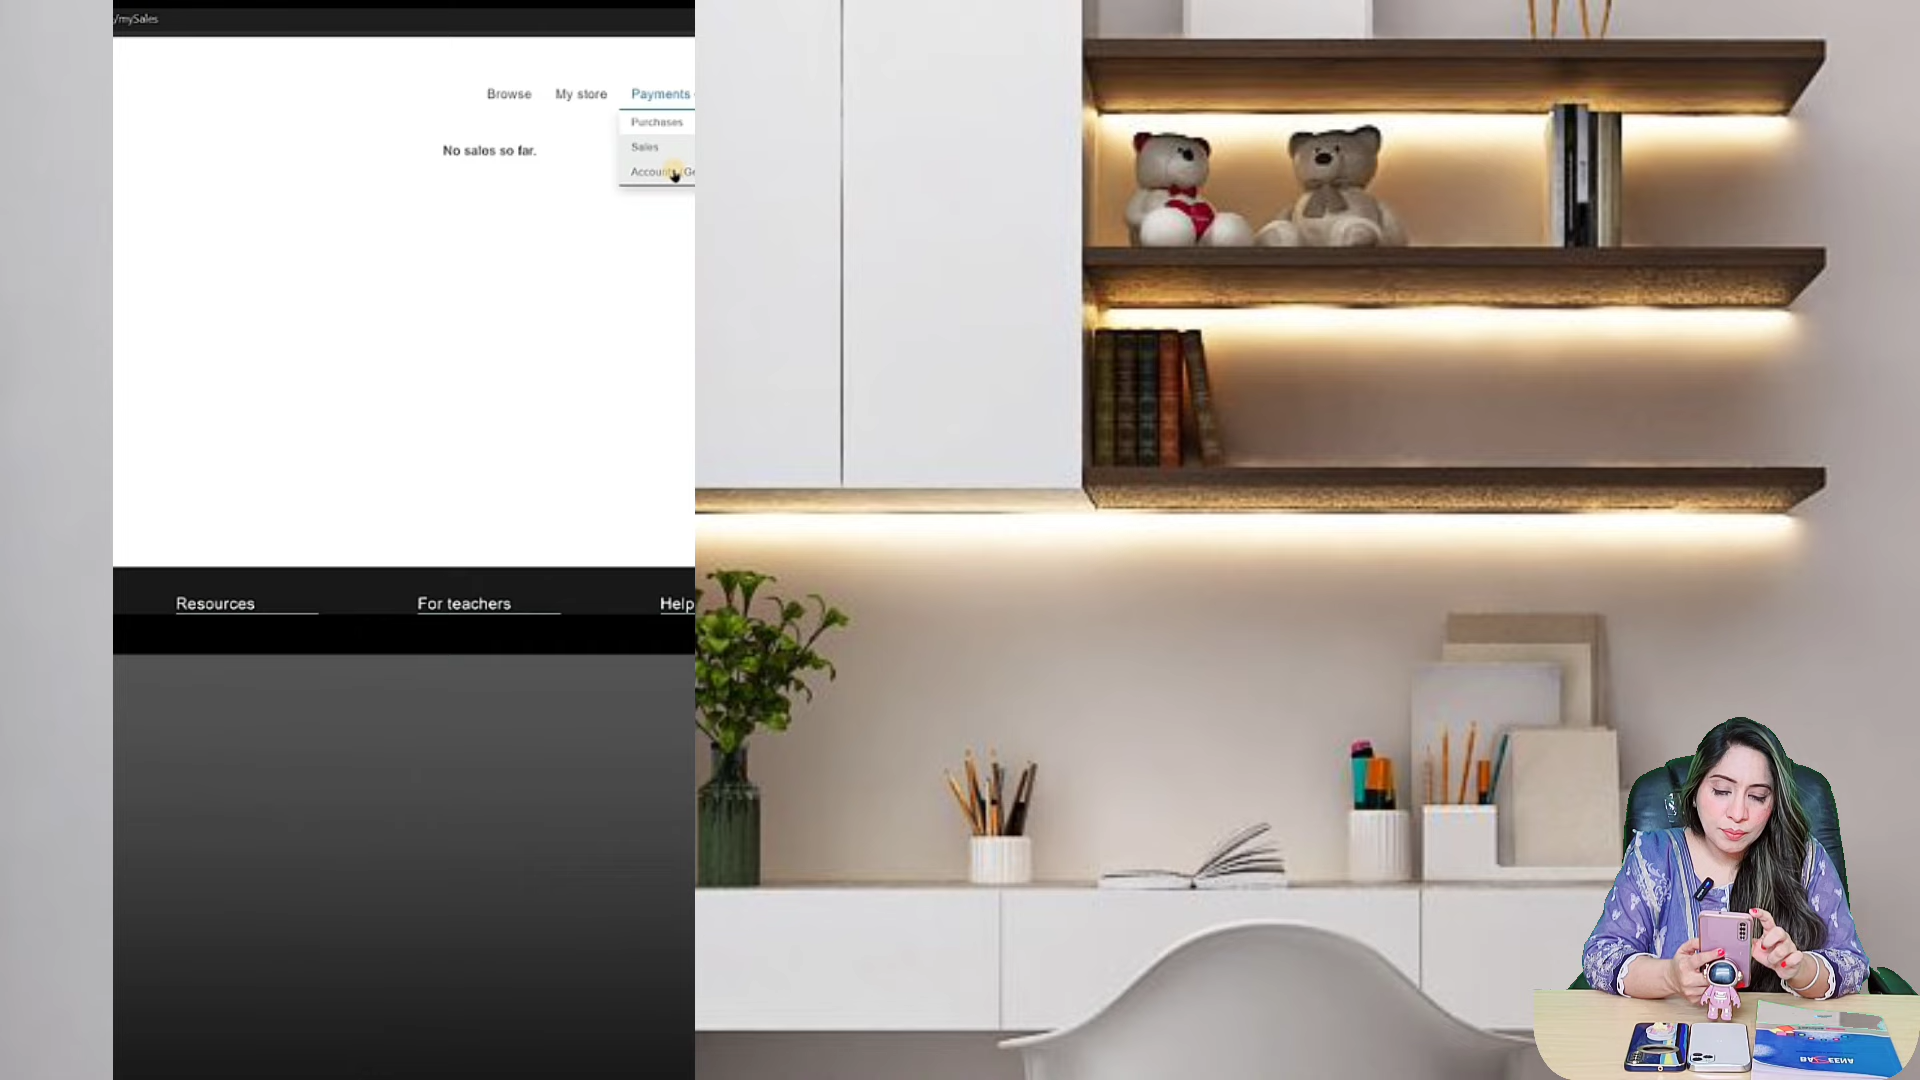 /mySales
Browse My store Payments
Purchases
No sales so far.
Sales
Resources
For teachers
Help